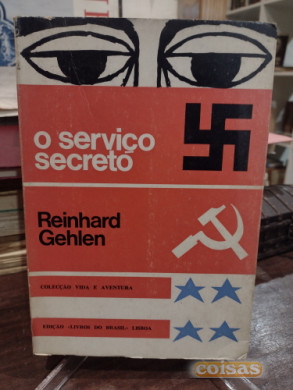 o serviço
secreto
Reinhard
Gehlen
COLECÇÃO VIDA E AVENTURA
EDIÇÃO «LIVROS DO BRASIL» LISBOA
coisas